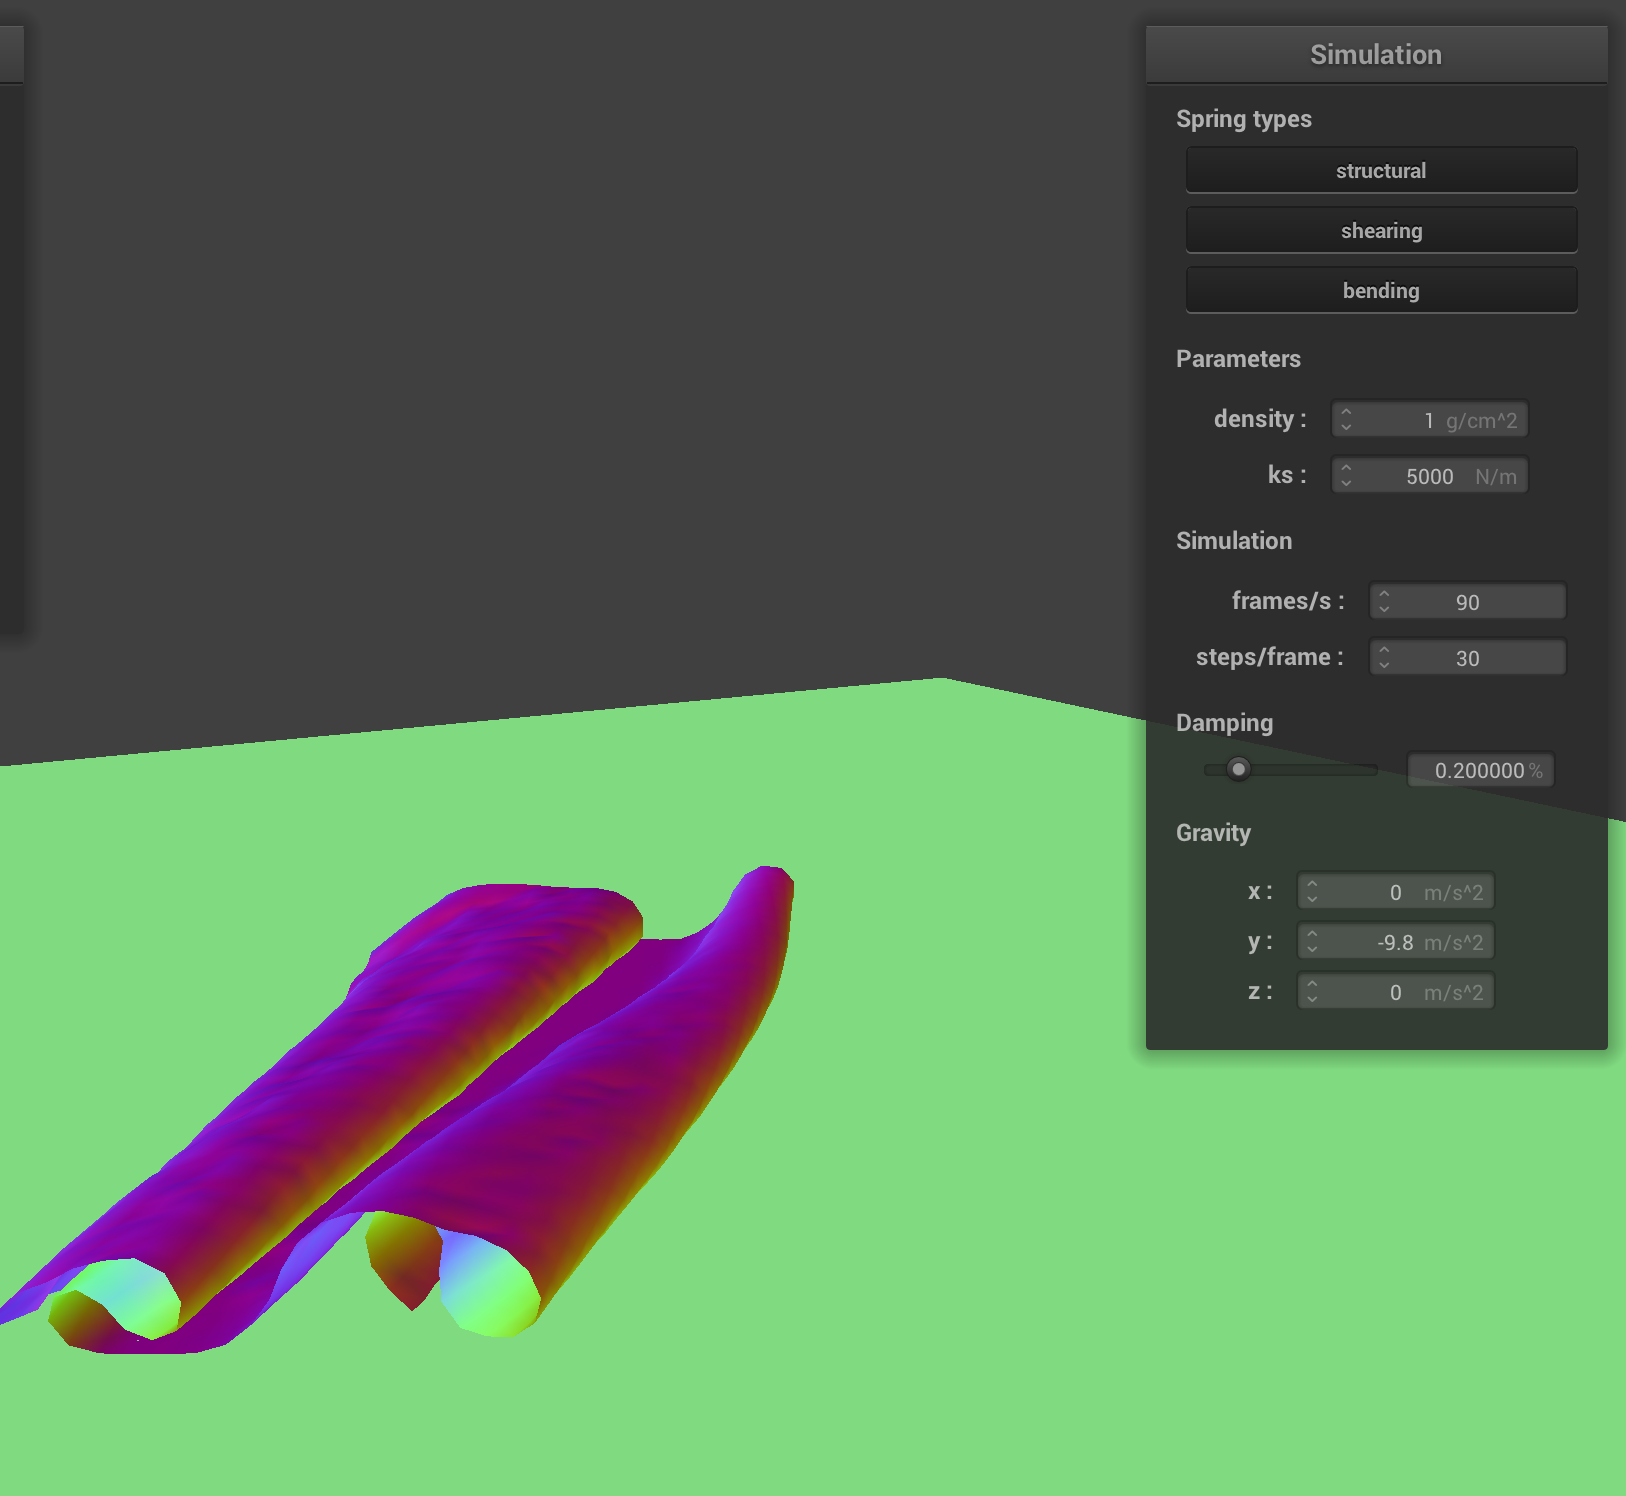 Simulation
Spring types
structural
shearing
bending
Parameters
density : 1 g/cm^2
ks : 5000 N/m
Simulation
frames/s : 90
steps/frame : 30
Damping
0.200000 %
Gravity
x : 0 m/s^2
y : -9.8 m/s^2
z : 0 m/s^2